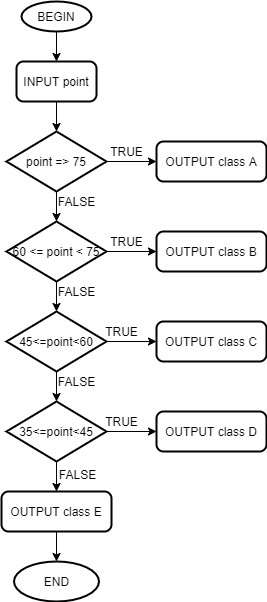 BEGIN
INPUT point
point => 75
TRUE
OUTPUT class A
FALSE
60 <= point < 75
TRUE
OUTPUT class B
FALSE
45<=point<60
TRUE
OUTPUT class C
FALSE
35<=point<45
TRUE
OUTPUT class D
FALSE
OUTPUT class E
END